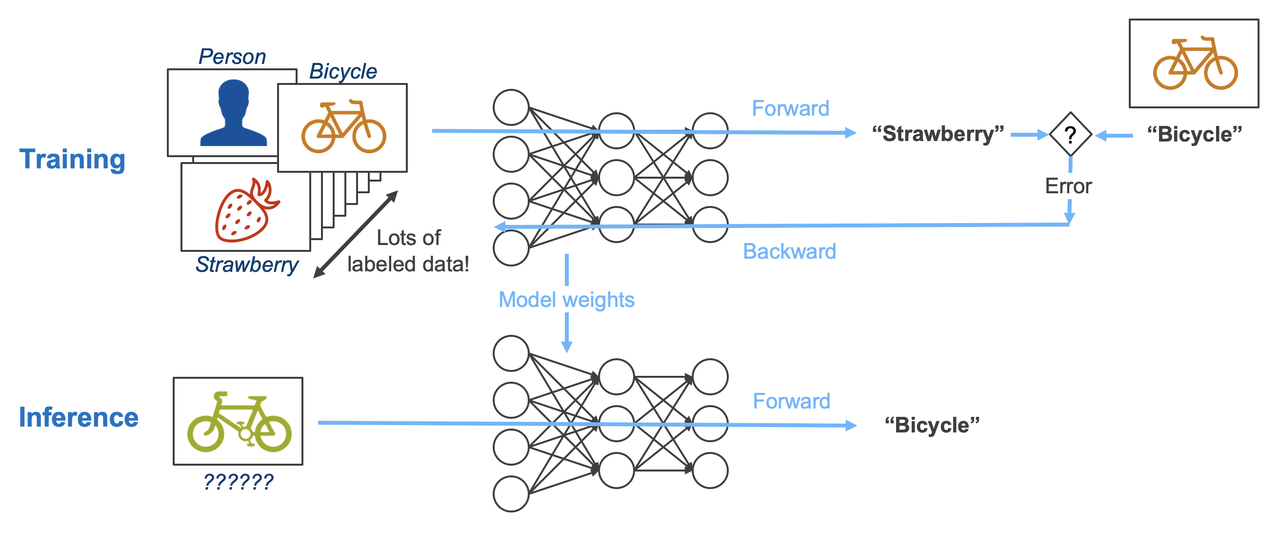 Person
Bicycle
Training
Strawberry
Lots of
labeled data!
Forward
“Strawberry”
?
“Bicycle”
Error
Backward
Model weights
Inference
??????
Forward
“Bicycle”